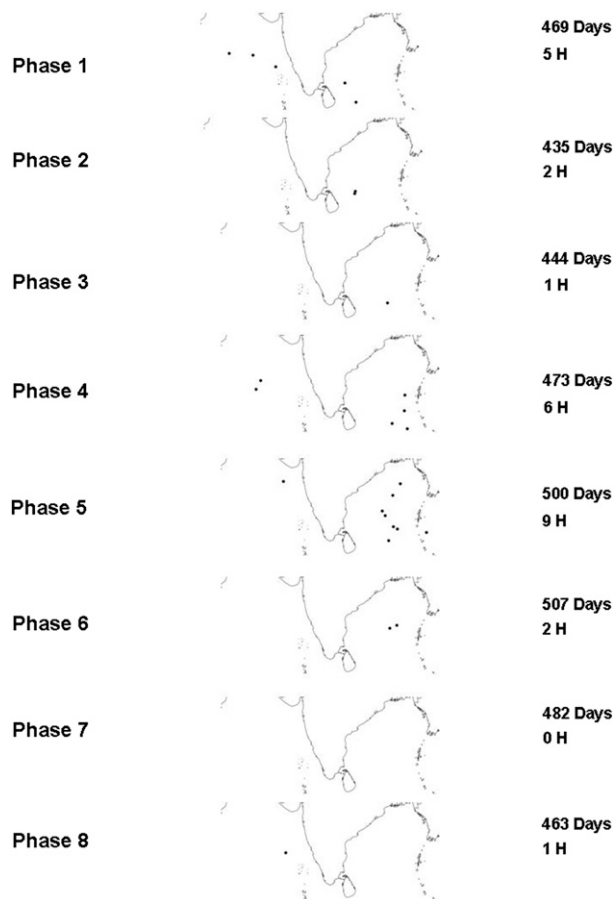 469 Days
Phase 1
5 H
435 Days
Phase 2
2 H
444 Days
Phase 3
1 H
473 Days
Phase 4
6 H
500 Days
Phase 5
9 H
507 Days
Phase 6
2 H
482 Days
Phase 7
0 H
463 Days
Phase 8
1 H